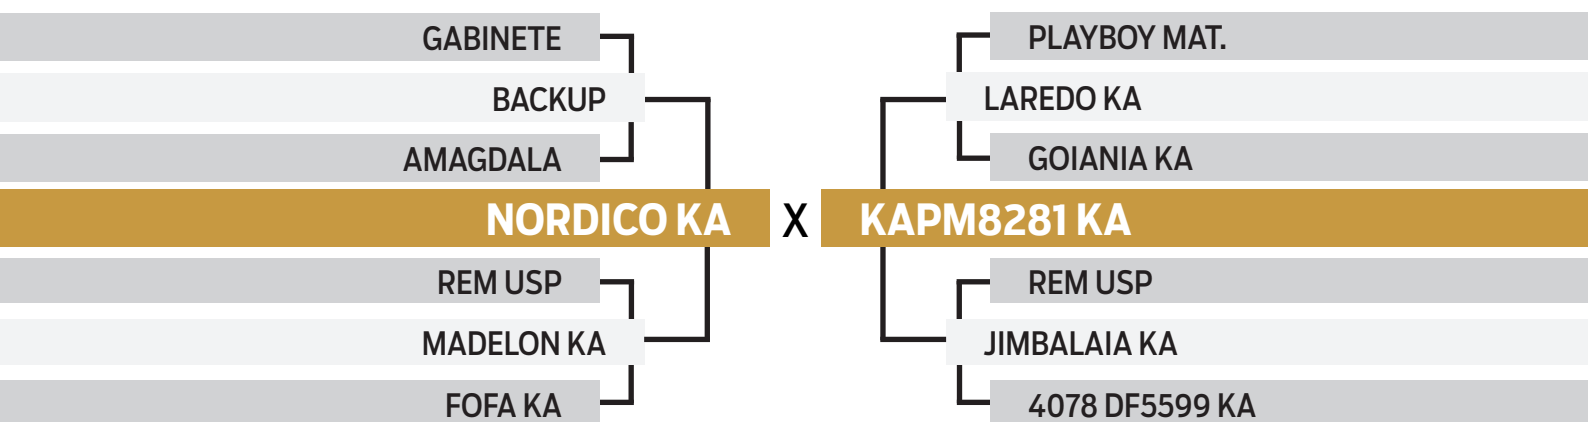 GABINETE
BACKUP
AMAGDALA
NORDICO KA
REM USP
MADELON KA
FOFA KA
X
PLAYBOY MAT.
LAREDO KA
GOIANIA KA
KAPM8281 KA
REM USP
JIMBALAIA KA
4078 DF5599 KA